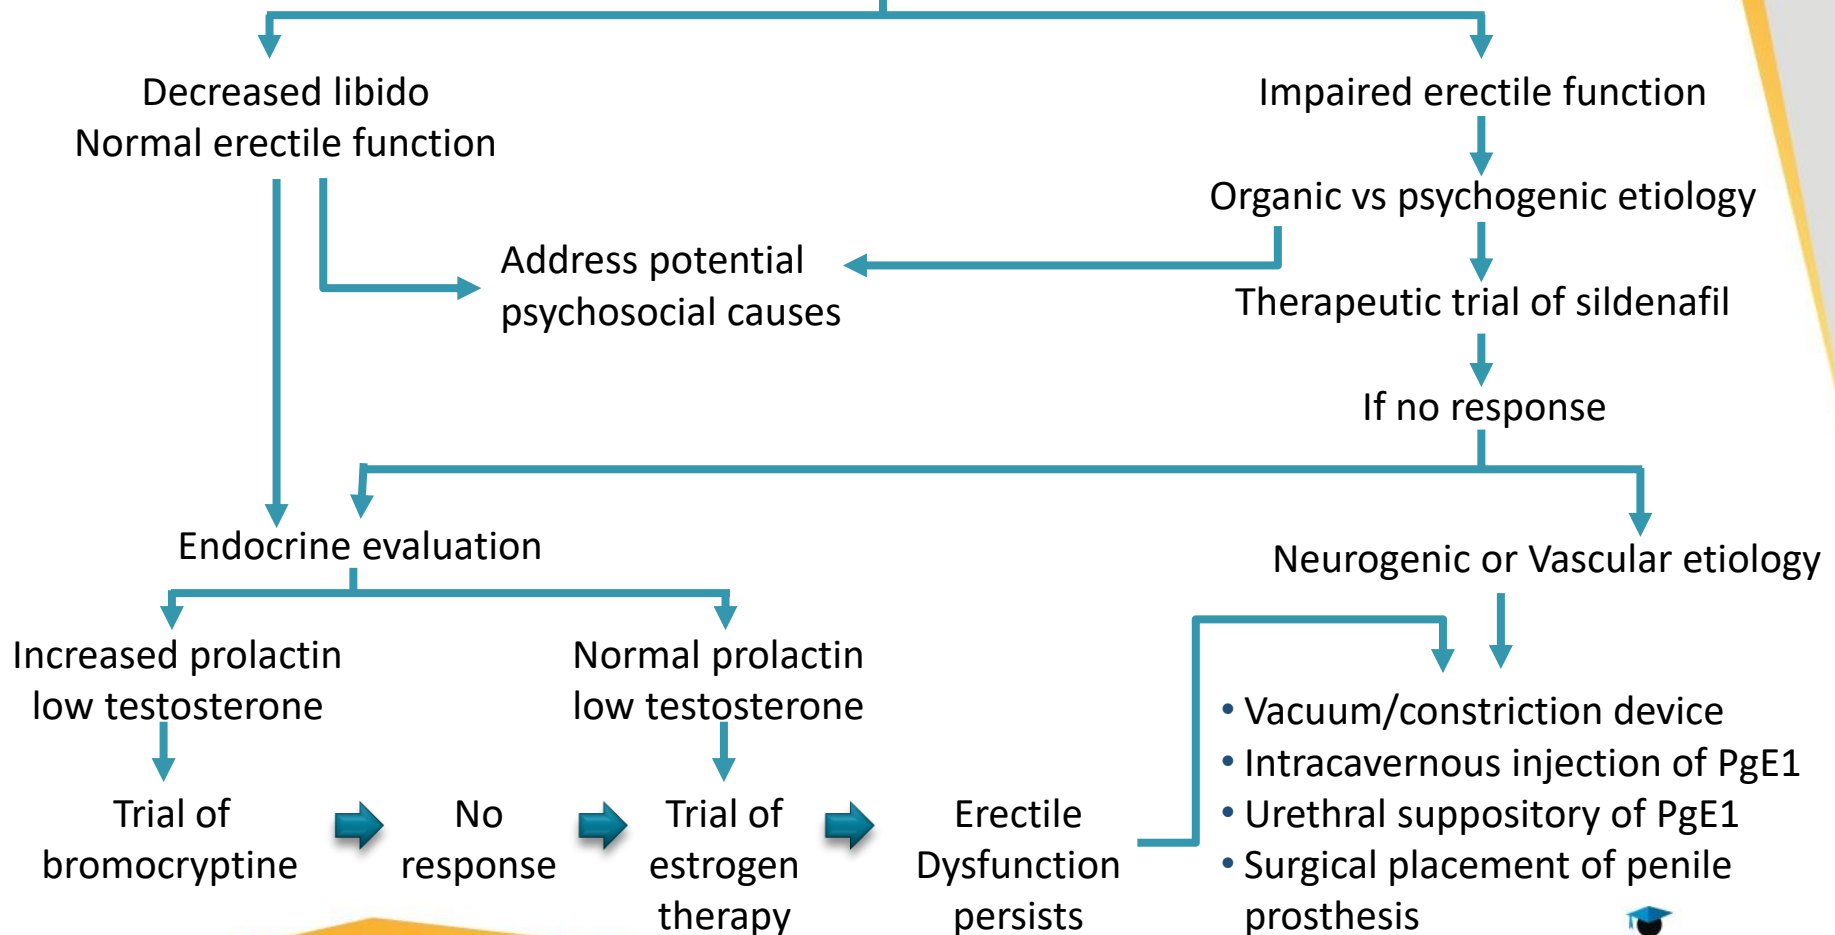 Decreased libido
Normal erectile function
Impaired erectile function
Organic vs psychogenic etiology
Address potential
psychosocial causes
Therapeutic trial of sildenafil
If no response
Endocrine evaluation
Neurogenic or Vascular etiology
Increased prolactin
low testosterone
Normal prolactin
low testosterone
Trial of
bromocryptine
No
response
Trial of
estrogen
therapy
Erectile
Dysfunction
persists
• Vacuum/constriction device
• Intracavernous injection of PgE1
• Urethral suppository of PgE1
• Surgical placement of penile
prosthesis